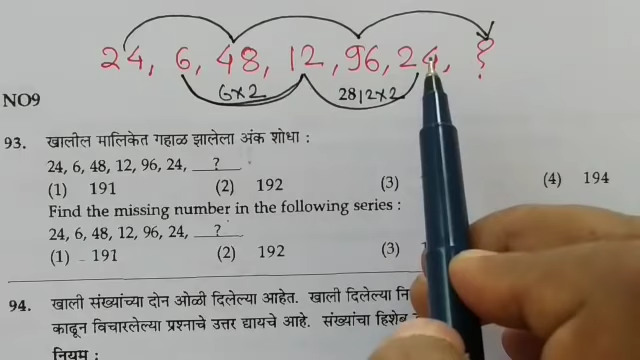 24, 6, 48, 12, 96, 24, ?
6×2
12×2
NO9
93. खालील मालिकेत गहाळ झालेला अंक शोधा :
24, 6, 48, 12, 96, 24, ?
(1) 191 (2) 192 (3) (4) 194
Find the missing number in the following series :
24, 6, 48, 12, 96, 24, ?
(1) 191 (2) 192 (3)
94. खाली संख्यांच्या दोन ओळी दिलेल्या आहेत. खाली दिलेल्या
काढून विचारलेल्या प्रश्नाचे उत्तर द्यायचे आहे. संख्यांचा हिशेब
नियम :